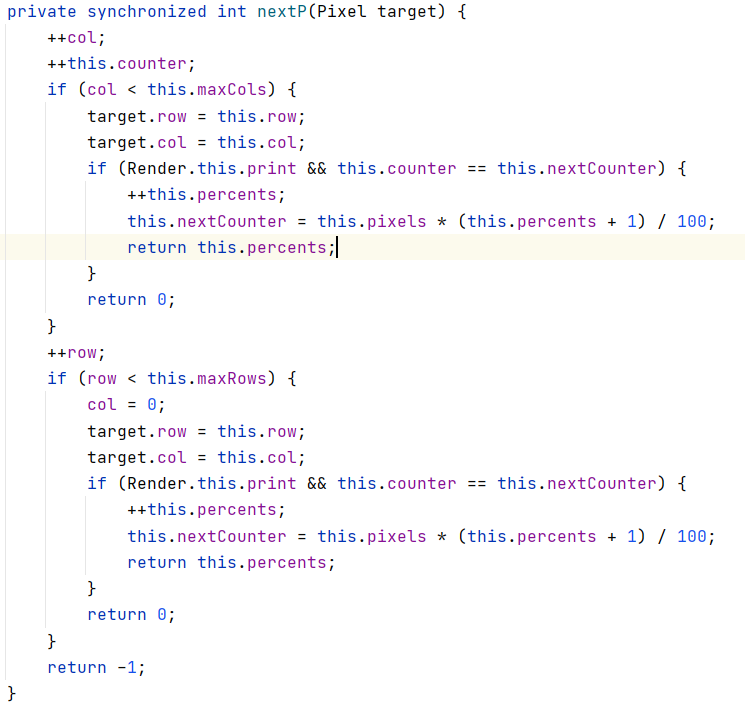 private synchronized int nextP(Pixel target) {
    ++col;
    ++this.counter;
    if (col < this.maxCols) {
        target.row = this.row;
        target.col = this.col;
        if (Render.this.print && this.counter == this.nextCounter) {
            ++this.percents;
            this.nextCounter = this.pixels * (this.percents + 1) / 100;
            return this.percents;
        }
        return 0;
    }
    ++row;
    if (row < this.maxRows) {
        col = 0;
        target.row = this.row;
        target.col = this.col;
        if (Render.this.print && this.counter == this.nextCounter) {
            ++this.percents;
            this.nextCounter = this.pixels * (this.percents + 1) / 100;
            return this.percents;
        }
        return 0;
    }
    return -1;
}